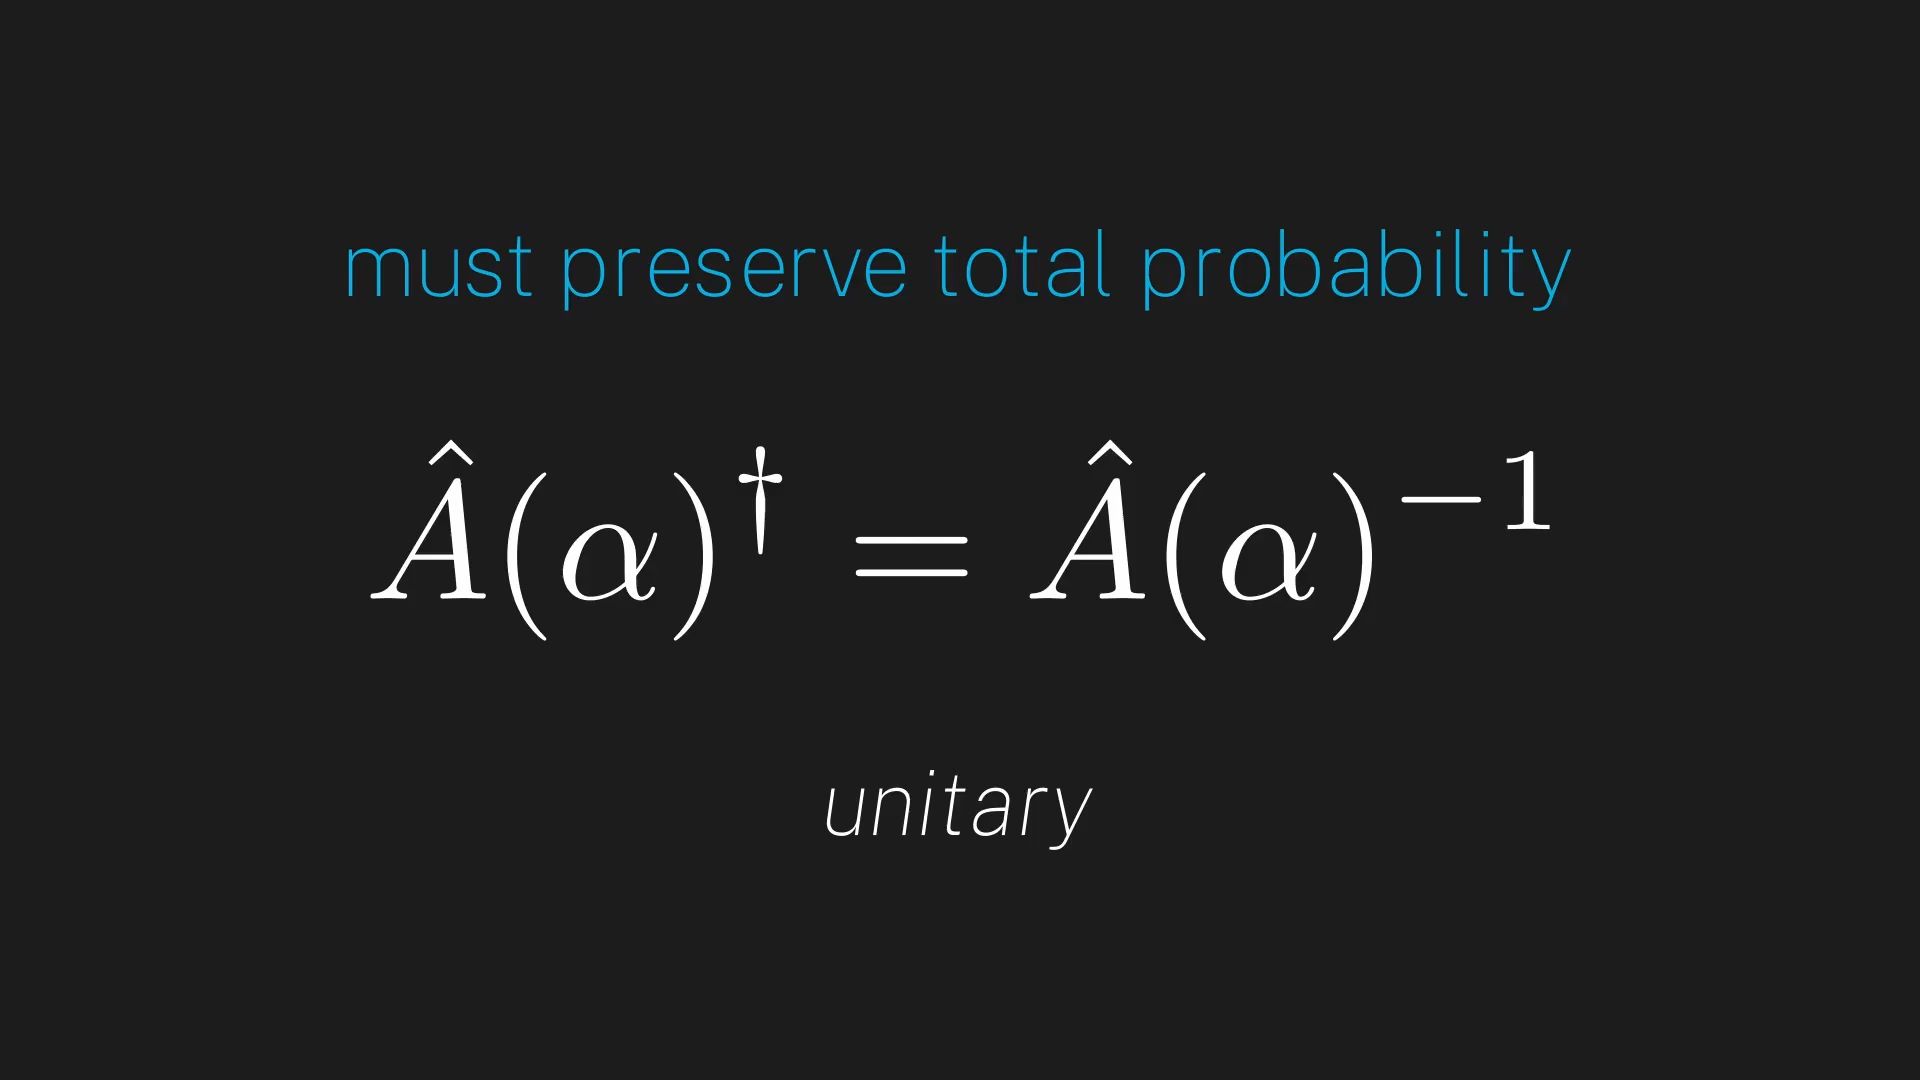 must preserve total probability
Â(α)† = Â(α)⁻¹
unitary